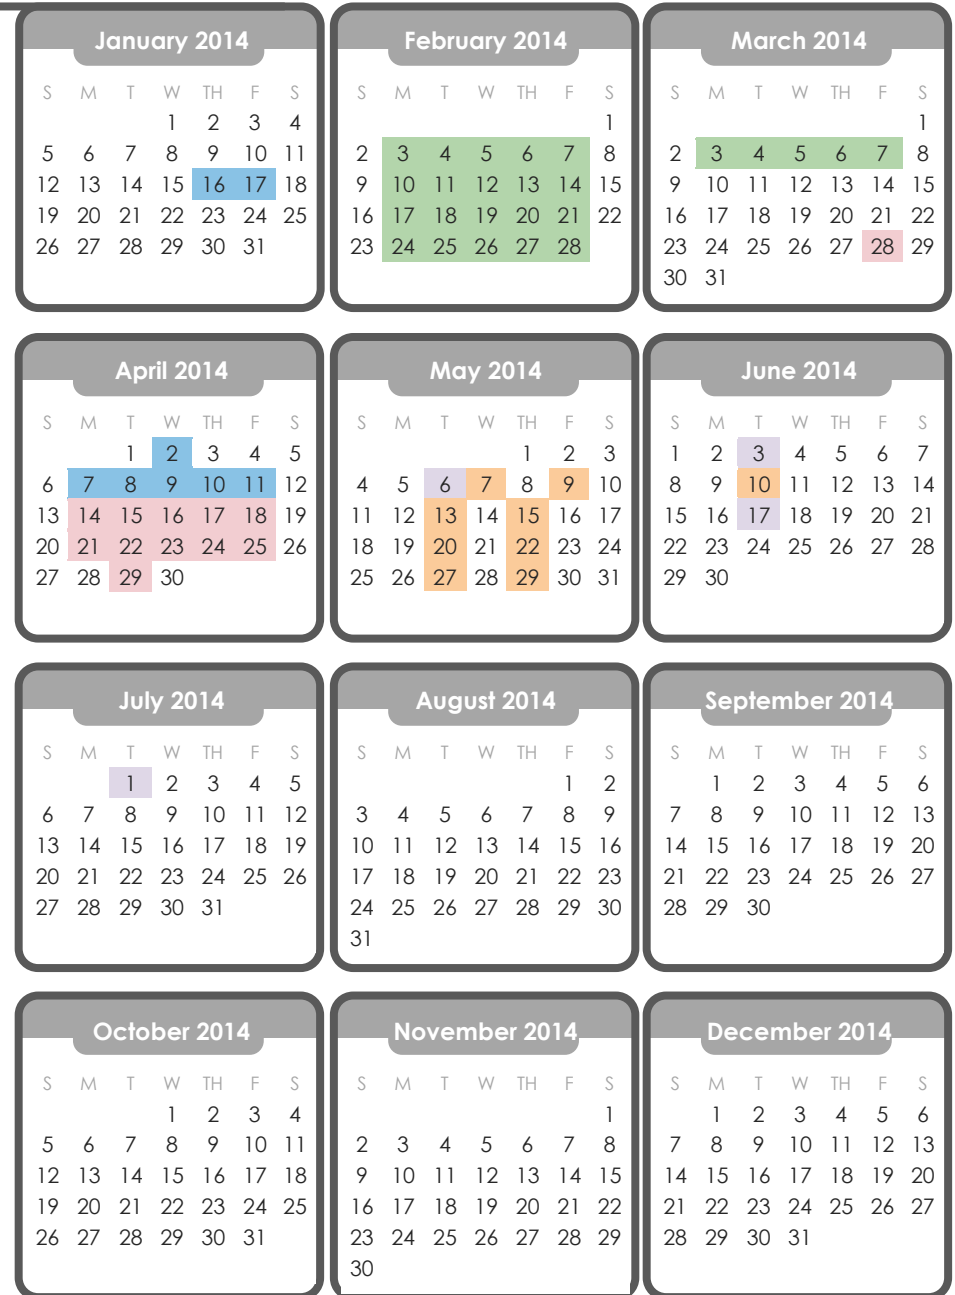 January 2014
S M T W TH F S
1 2 3 4
5 6 7 8 9 10 11
12 13 14 15 16 17 18
19 20 21 22 23 24 25
26 27 28 29 30 31
February 2014
S M T W TH F S
1
2 3 4 5 6 7 8
9 10 11 12 13 14 15
16 17 18 19 20 21 22
23 24 25 26 27 28
March 2014
S M T W TH F S
1
2 3 4 5 6 7 8
9 10 11 12 13 14 15
16 17 18 19 20 21 22
23 24 25 26 27 28 29
30 31
April 2014
S M T W TH F S
1 2 3 4 5
6 7 8 9 10 11 12
13 14 15 16 17 18 19
20 21 22 23 24 25 26
27 28 29 30
May 2014
S M T W TH F S
1 2 3
4 5 6 7 8 9 10
11 12 13 14 15 16 17
18 19 20 21 22 23 24
25 26 27 28 29 30 31
June 2014
S M T W TH F S
1 2 3 4 5 6 7
8 9 10 11 12 13 14
15 16 17 18 19 20 21
22 23 24 25 26 27 28
29 30
July 2014
S M T W TH F S
1 2 3 4 5
6 7 8 9 10 11 12
13 14 15 16 17 18 19
20 21 22 23 24 25 26
27 28 29 30 31
August 2014
S M T W TH F S
1 2
3 4 5 6 7 8 9
10 11 12 13 14 15 16
17 18 19 20 21 22 23
24 25 26 27 28 29 30
31
September 2014
S M T W TH F S
1 2 3 4 5 6
7 8 9 10 11 12 13
14 15 16 17 18 19 20
21 22 23 24 25 26 27
28 29 30
October 2014
S M T W TH F S
1 2 3 4
5 6 7 8 9 10 11
12 13 14 15 16 17 18
19 20 21 22 23 24 25
26 27 28 29 30 31
November 2014
S M T W TH F S
1
2 3 4 5 6 7 8
9 10 11 12 13 14 15
16 17 18 19 20 21 22
23 24 25 26 27 28 29
30
December 2014
S M T W TH F S
1 2 3 4 5 6
7 8 9 10 11 12 13
14 15 16 17 18 19 20
21 22 23 24 25 26 27
28 29 30 31